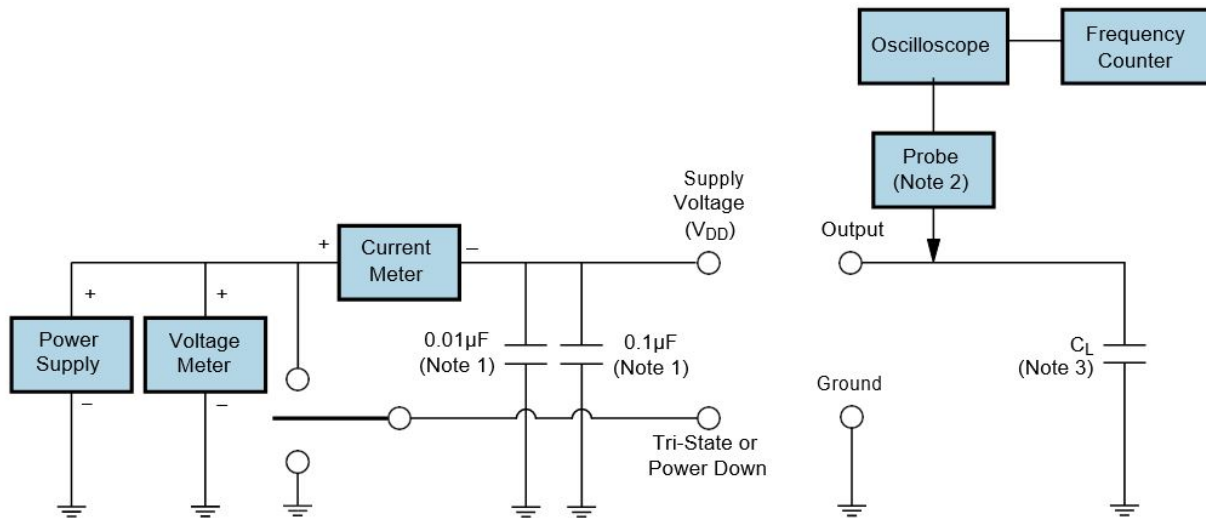 Oscilloscope
Frequency
Counter
Probe
(Note 2)
Supply
Voltage
(VDD)
Output
+
Current
Meter
–
+
+
Power
Supply
Voltage
Meter
–
–
0.01µF
(Note 1)
0.1µF
(Note 1)
CL
(Note 3)
Ground
Tri-State or
Power Down